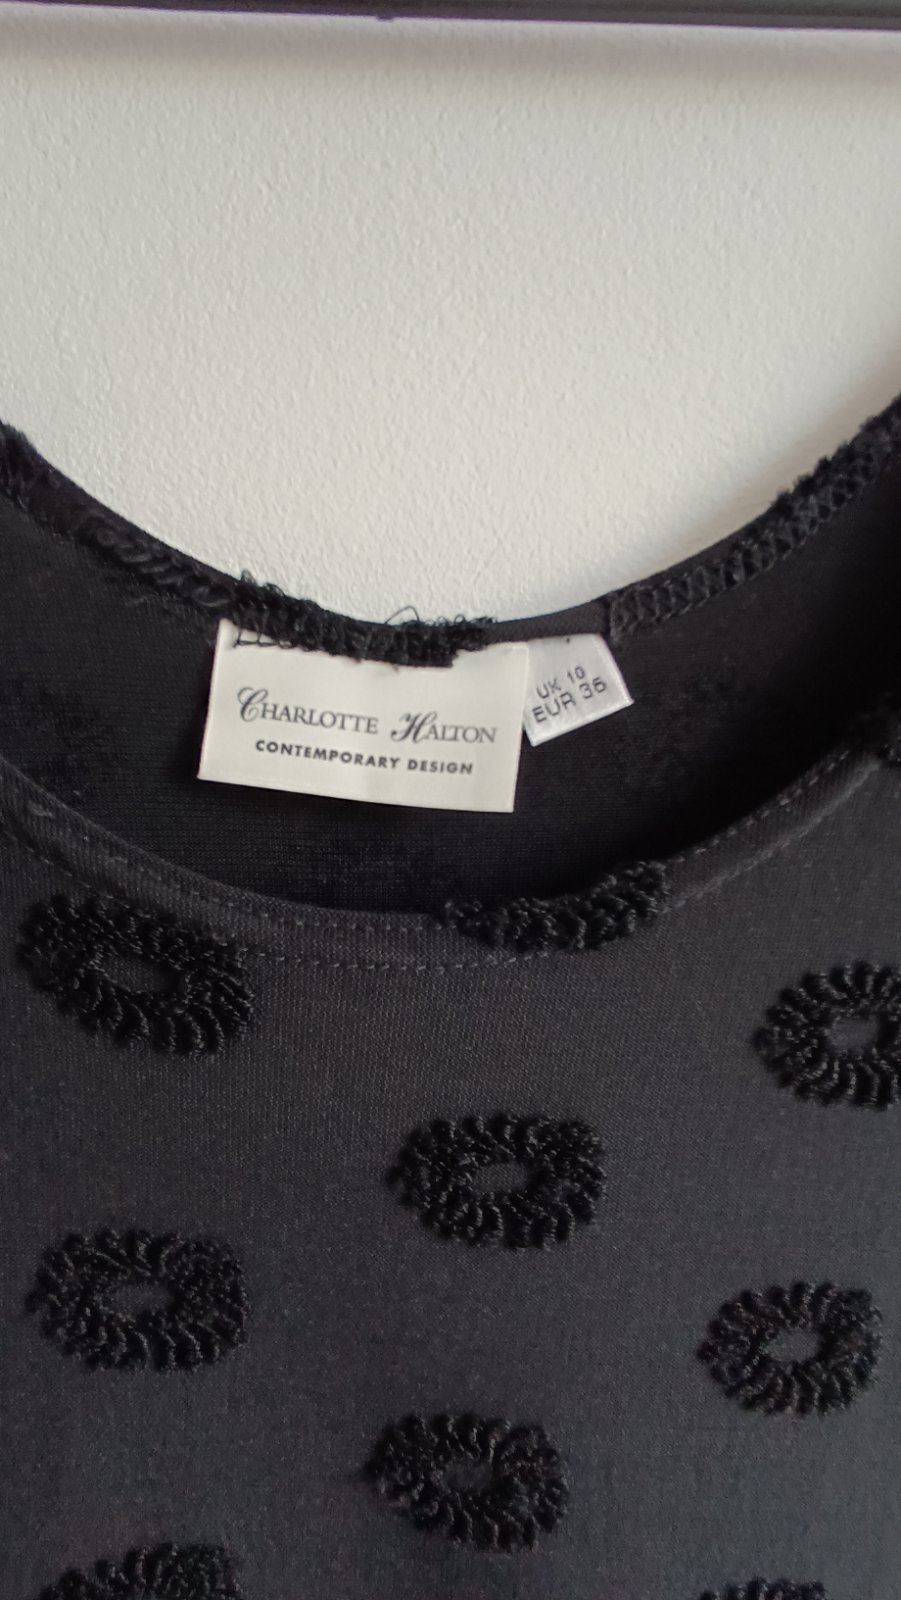 Charlotte Halton
CONTEMPORARY DESIGN
UK 10
EUR 36